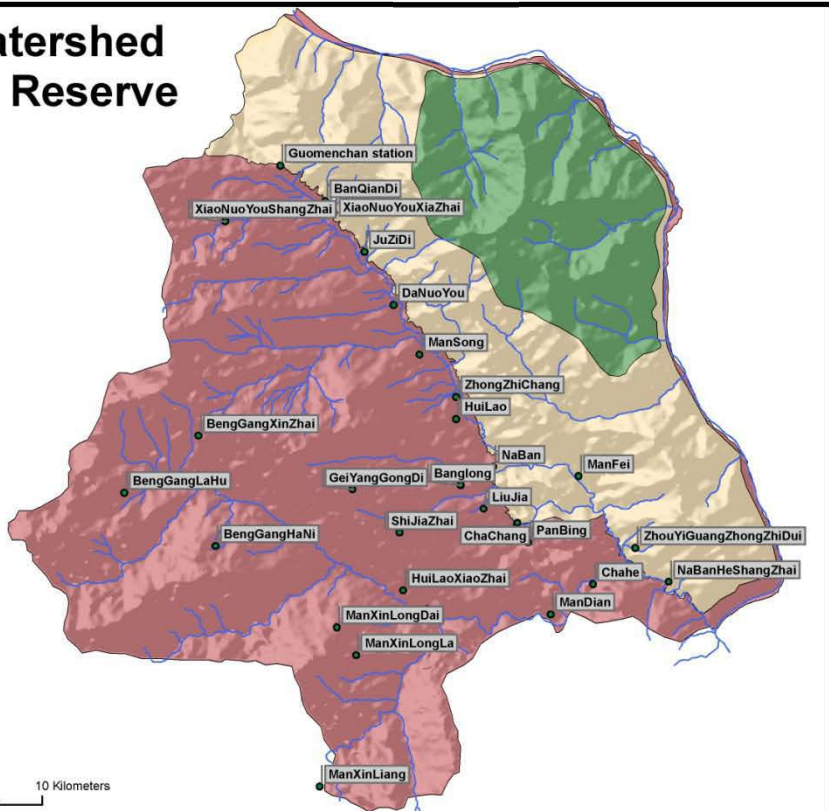 atershed
Reserve
Guomenchan station
BanQianDi
XiaoNuoYouShangZhai
XiaoNuoYouXiaZhai
JuZiDi
DaNuoYou
ManSong
ZhongZhiChang
HuiLao
BengGangXinZhai
NaBan
ManFei
BengGangLaHu
GeiYangGongDi
Banglong
LiuJia
ShiJiaZhai
ChaChang
PanBing
BengGangHaNi
ZhouYiGuangZhongZhiDui
HuiLaoXiaoZhai
Chahe
NaBanHeShangZhai
ManXinLongDai
ManDian
ManXinLongLa
ManXinLiang
10 Kilometers